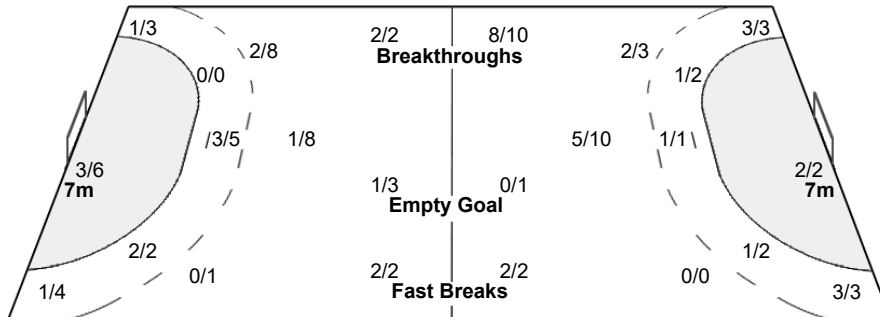 1/3 2/2 8/10 3/3
2/8 Breakthroughs 2/3
0/0 1/2
3/5 1/8 5/10 1/1
3/6 2/2
7m 1/3 0/1 7m
Empty Goal
2/2 1/2
0/1 2/2 2/2 0/0
1/4 Fast Breaks 3/3